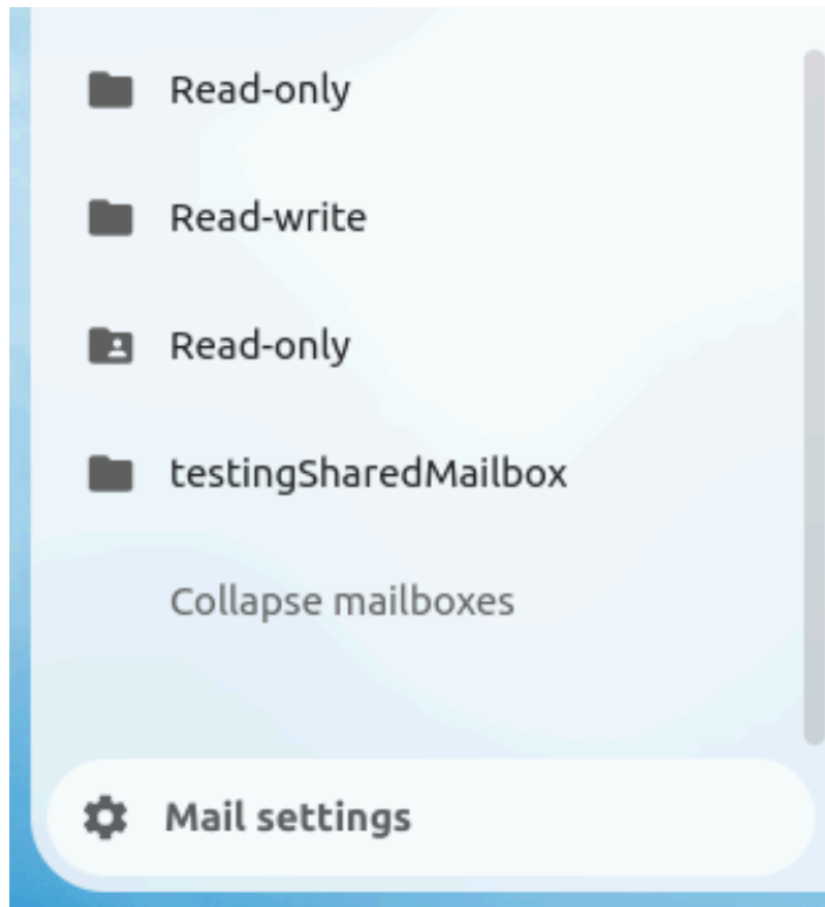 Read-only
Read-write
Read-only
testingSharedMailbox
Collapse mailboxes
Mail settings